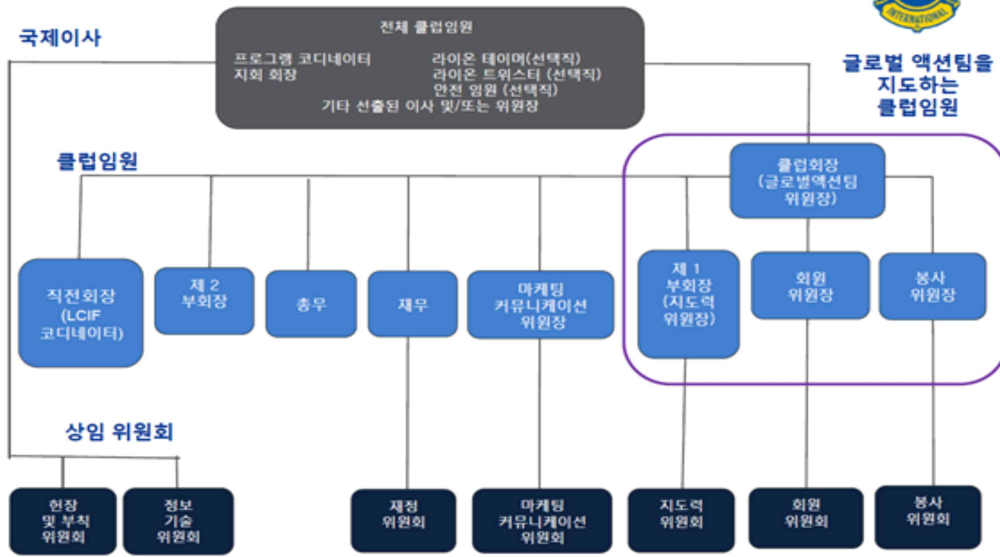 전체 클럽임원
프로그램 코디네이터
라이온 테이머(선택직)
지회 회장
라이온 트위스터 (선택직)
안전 임원 (선택직)
기타 선출된 이사 및/또는 위원장
국제이사
INTERNATIONAL
글로벌 액션팀을
지도하는
클럽임원
클럽임원
클럽회장
(글로벌액션팀
위원장)
직전회장
(LCIF
코디네이터)
제 2
부회장
총무
재무
마케팅
커뮤니케이션
위원장
제 1
부회장
(지도력
위원장)
회원
위원장
봉사
위원장
상임 위원회
헌장
및 부칙
위원회
정보
기술
위원회
재정
위원회
마케팅
커뮤니케이션
위원회
지도력
위원회
회원
위원회
봉사
위원회